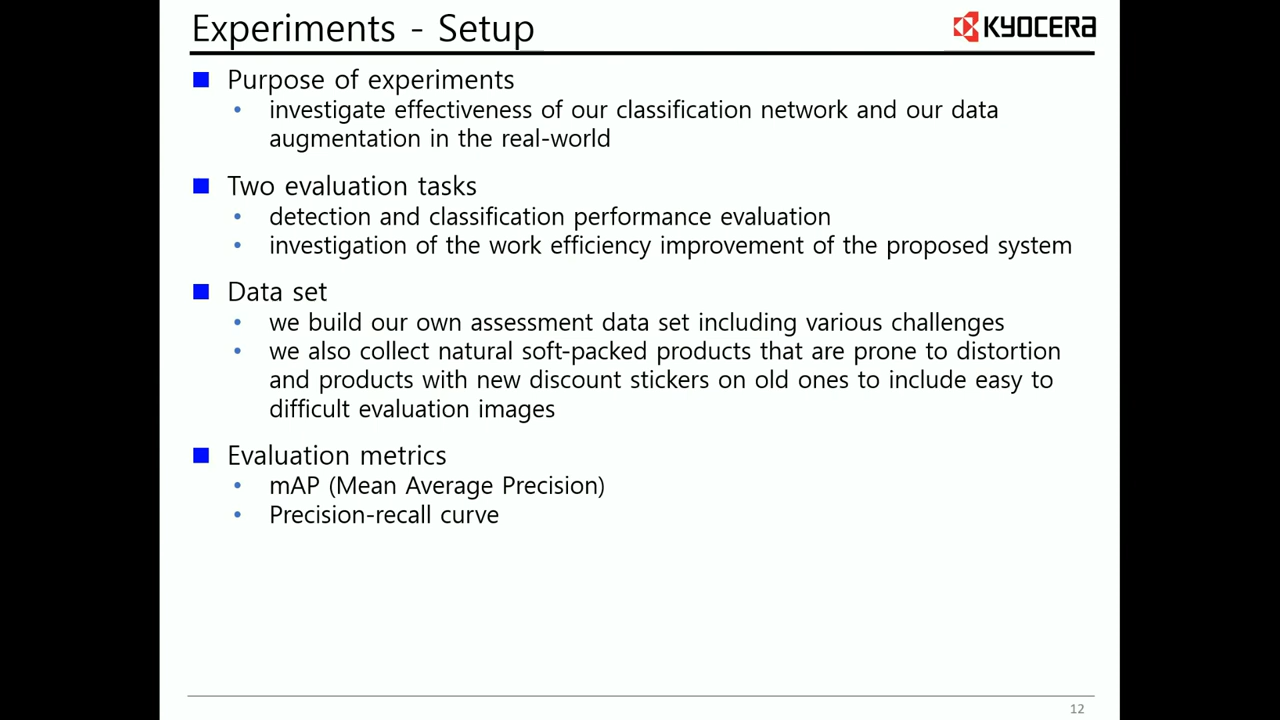 Experiments - Setup
KYOCERA
Purpose of experiments
investigate effectiveness of our classification network and our data
augmentation in the real-world
Two evaluation tasks
detection and classification performance evaluation
investigation of the work efficiency improvement of the proposed system
Data set
we build our own assessment data set including various challenges
we also collect natural soft-packed products that are prone to distortion
and products with new discount stickers on old ones to include easy to
difficult evaluation images
Evaluation metrics
mAP (Mean Average Precision)
Precision-recall curve
12